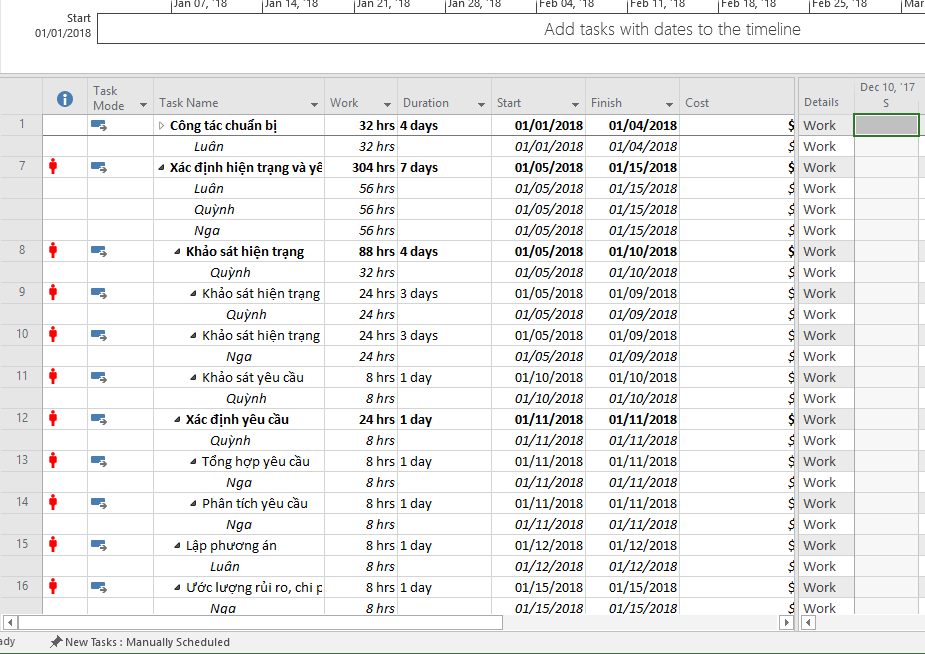 Jan 07, '18 Jan 14, '18 Jan 21, '18 Jan 28, '18 Feb 04, '18 Feb 11, '18 Feb 18, '18 Feb 25, '18 Mar
Start
01/01/2018
Add tasks with dates to the timeline
Task Mode Task Name Work Duration Start Finish Cost Details Dec 10, '17
S
1 Công tác chuẩn bị 32 hrs 4 days 01/01/2018 01/04/2018 $ Work
Luân 32 hrs 01/01/2018 01/04/2018 $ Work
7 Xác định hiện trạng và yê 304 hrs 7 days 01/05/2018 01/15/2018 $ Work
Luân 56 hrs 01/05/2018 01/15/2018 $ Work
Quỳnh 56 hrs 01/05/2018 01/15/2018 $ Work
Nga 56 hrs 01/05/2018 01/15/2018 $ Work
8 Khảo sát hiện trạng 88 hrs 4 days 01/05/2018 01/10/2018 $ Work
Quỳnh 32 hrs 01/05/2018 01/10/2018 $ Work
9 Khảo sát hiện trạng 24 hrs 3 days 01/05/2018 01/09/2018 $ Work
Quỳnh 24 hrs 01/05/2018 01/09/2018 $ Work
10 Khảo sát hiện trạng 24 hrs 3 days 01/05/2018 01/09/2018 $ Work
Nga 24 hrs 01/05/2018 01/09/2018 $ Work
11 Khảo sát yêu cầu 8 hrs 1 day 01/10/2018 01/10/2018 $ Work
Quỳnh 8 hrs 01/10/2018 01/10/2018 $ Work
12 Xác định yêu cầu 24 hrs 1 day 01/11/2018 01/11/2018 $ Work
Quỳnh 8 hrs 01/11/2018 01/11/2018 $ Work
13 Tổng hợp yêu cầu 8 hrs 1 day 01/11/2018 01/11/2018 $ Work
Nga 8 hrs 01/11/2018 01/11/2018 $ Work
14 Phân tích yêu cầu 8 hrs 1 day 01/11/2018 01/11/2018 $ Work
Nga 8 hrs 01/11/2018 01/11/2018 $ Work
15 Lập phương án 8 hrs 1 day 01/12/2018 01/12/2018 $ Work
Luân 8 hrs 01/12/2018 01/12/2018 $ Work
16 Ước lượng rủi ro, chi p 8 hrs 1 day 01/15/2018 01/15/2018 $ Work
Nga 8 hrs 01/15/2018 01/15/2018 $ Work
ady New Tasks : Manually Scheduled